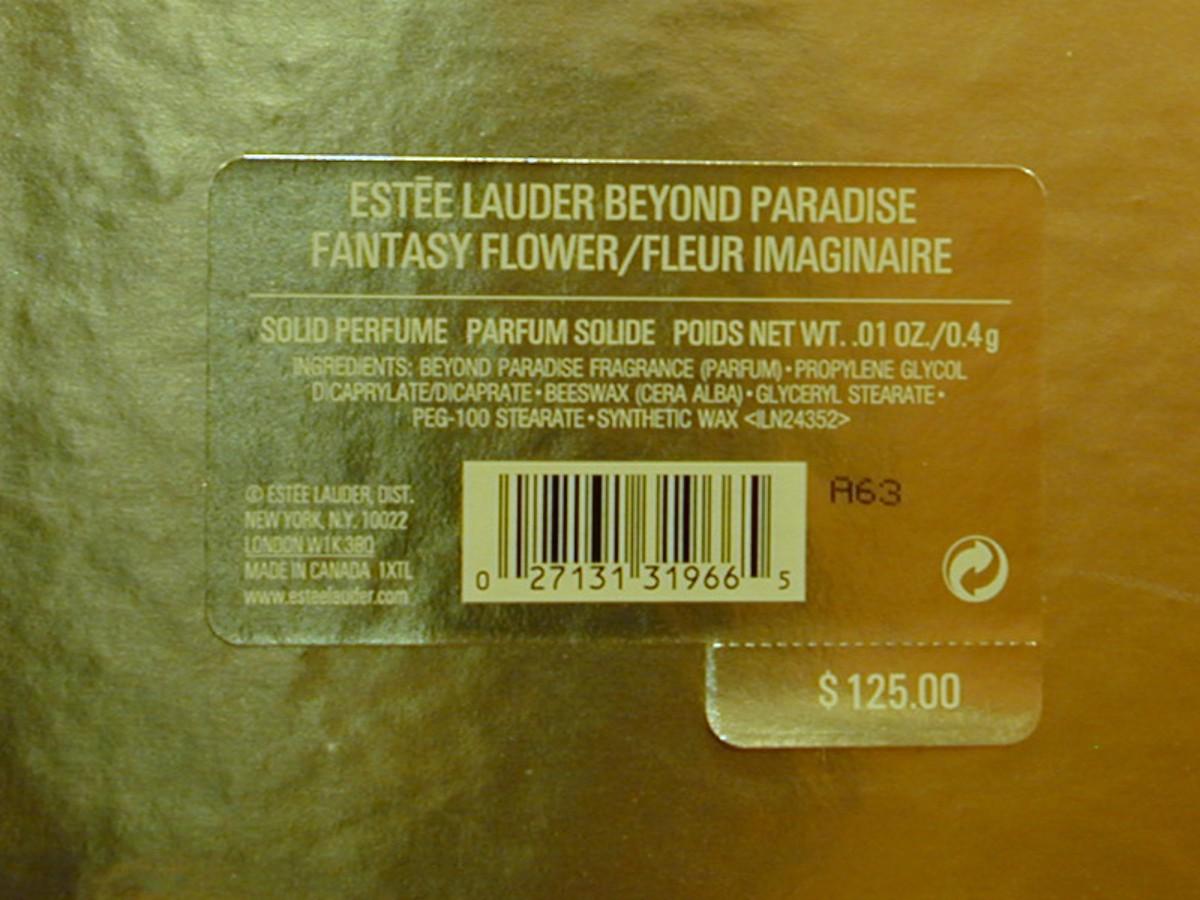 ESTĒE LAUDER BEYOND PARADISE
FANTASY FLOWER/FLEUR IMAGINAIRE
SOLID PERFUME PARFUM SOLIDE POIDS NET WT. .01 OZ./0.4g
INGREDIENTS: BEYOND PARADISE FRAGRANCE (PARFUM)•PROPYLENE GLYCOL
DICAPRYLATE/DICAPRATE•BEESWAX (CERA ALBA)•GLYCERYL STEARATE•
PEG-100 STEARATE•SYNTHETIC WAX <ILN24352>
© ESTĒE LAUDER, DIST.
NEW YORK, N.Y. 10022
LONDON W1K 3BQ
MADE IN CANADA 1XTL
www.esteelauder.com
0 27131 31966 5
A63
$125.00